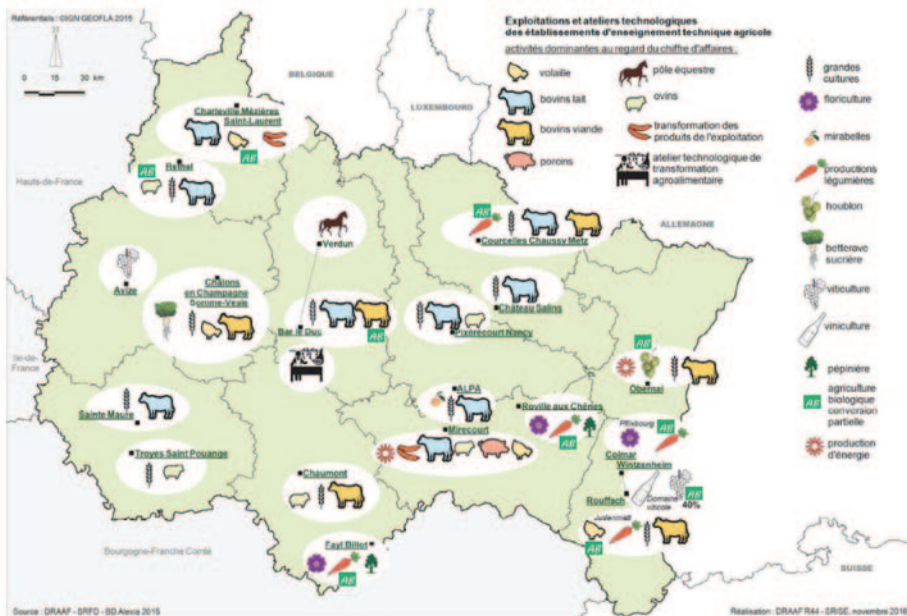 Référentiels : ©IGN GEOFLA 2015
0 15 30 km
BELGIQUE
LUXEMBOURG
ALLEMAGNE
SUISSE
Hauts-de-France
Ile-de-France
Bourgogne-Franche Comté
Exploitations et ateliers technologiques
des établissements d'enseignement technique agricole
activités dominantes au regard du chiffre d'affaires :
volaille
bovins lait
bovins viande
porcins
pôle équestre
ovins
transformation des
produits de l'exploitation
atelier technologique de
transformation
agroalimentaire
grandes
cultures
floriculture
mirabelles
productions
légumières
houblon
betterave
sucrière
viticulture
viniculture
pépinière
AB
agriculture
biologique
conversion
partielle
production
d'énergie
Charleville Mézières
Saint-Laurent
AB
AB
Rethel
Verdun
AB
Courcelles Chaussy Metz
Avize
Châlons
en Champagne
Somme-Vesle
Château Salins
Bar le Duc
AB
Pixérécourt Nancy
AB
Obernai
Sainte Maure
ALPA
Mirecourt
Roville aux Chênes
AB
Pflixbourg
AB
Colmar
Wintzenheim
Troyes Saint Pouange
Chaumont
Rouffach
Domaine
viticole
AB
40%
AB
Fayl Billot
AB
Source : DRAAF - SRFD - BD Alexia 2015
Réalisation : DRAAF R44 - SRISE, novembre 2016